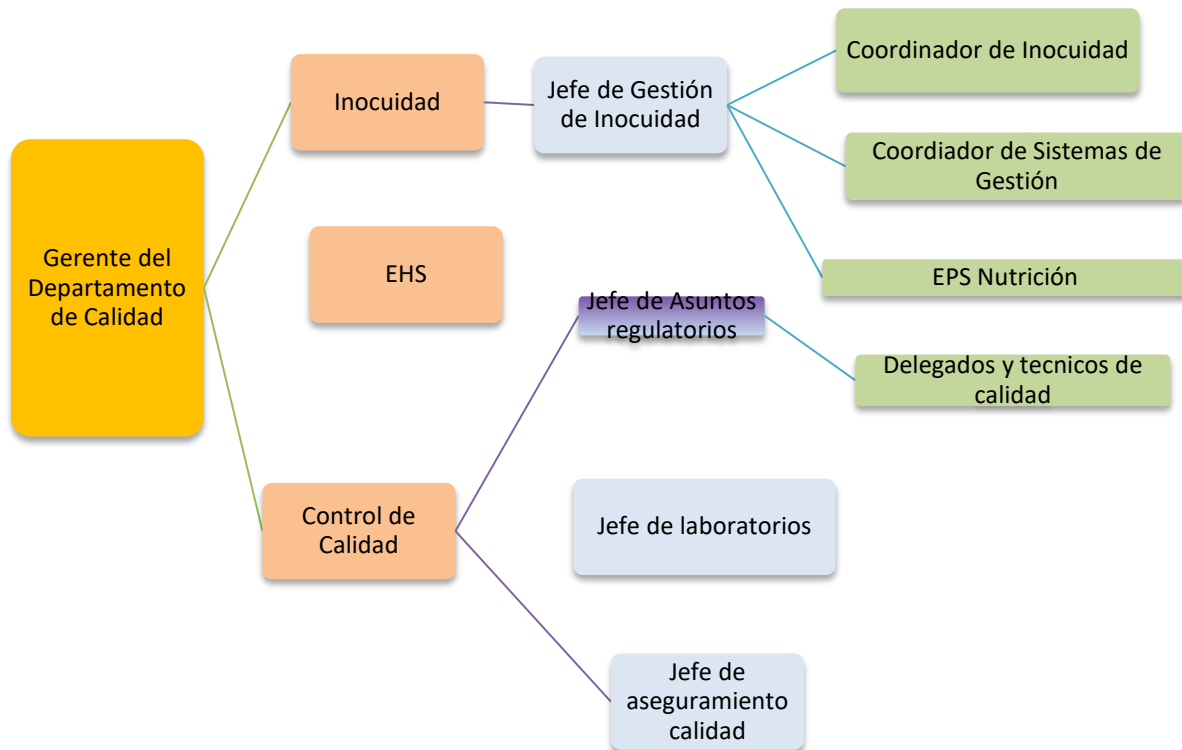 Gerente del
Departamento
de Calidad
Inocuidad
EHS
Control de
Calidad
Jefe de Gestión
de Inocuidad
Jefe de Asuntos
regulatorios
Jefe de laboratorios
Jefe de
aseguramiento
calidad
Coordinador de Inocuidad
Coordiador de Sistemas de
Gestión
EPS Nutrición
Delegados y tecnicos de
calidad